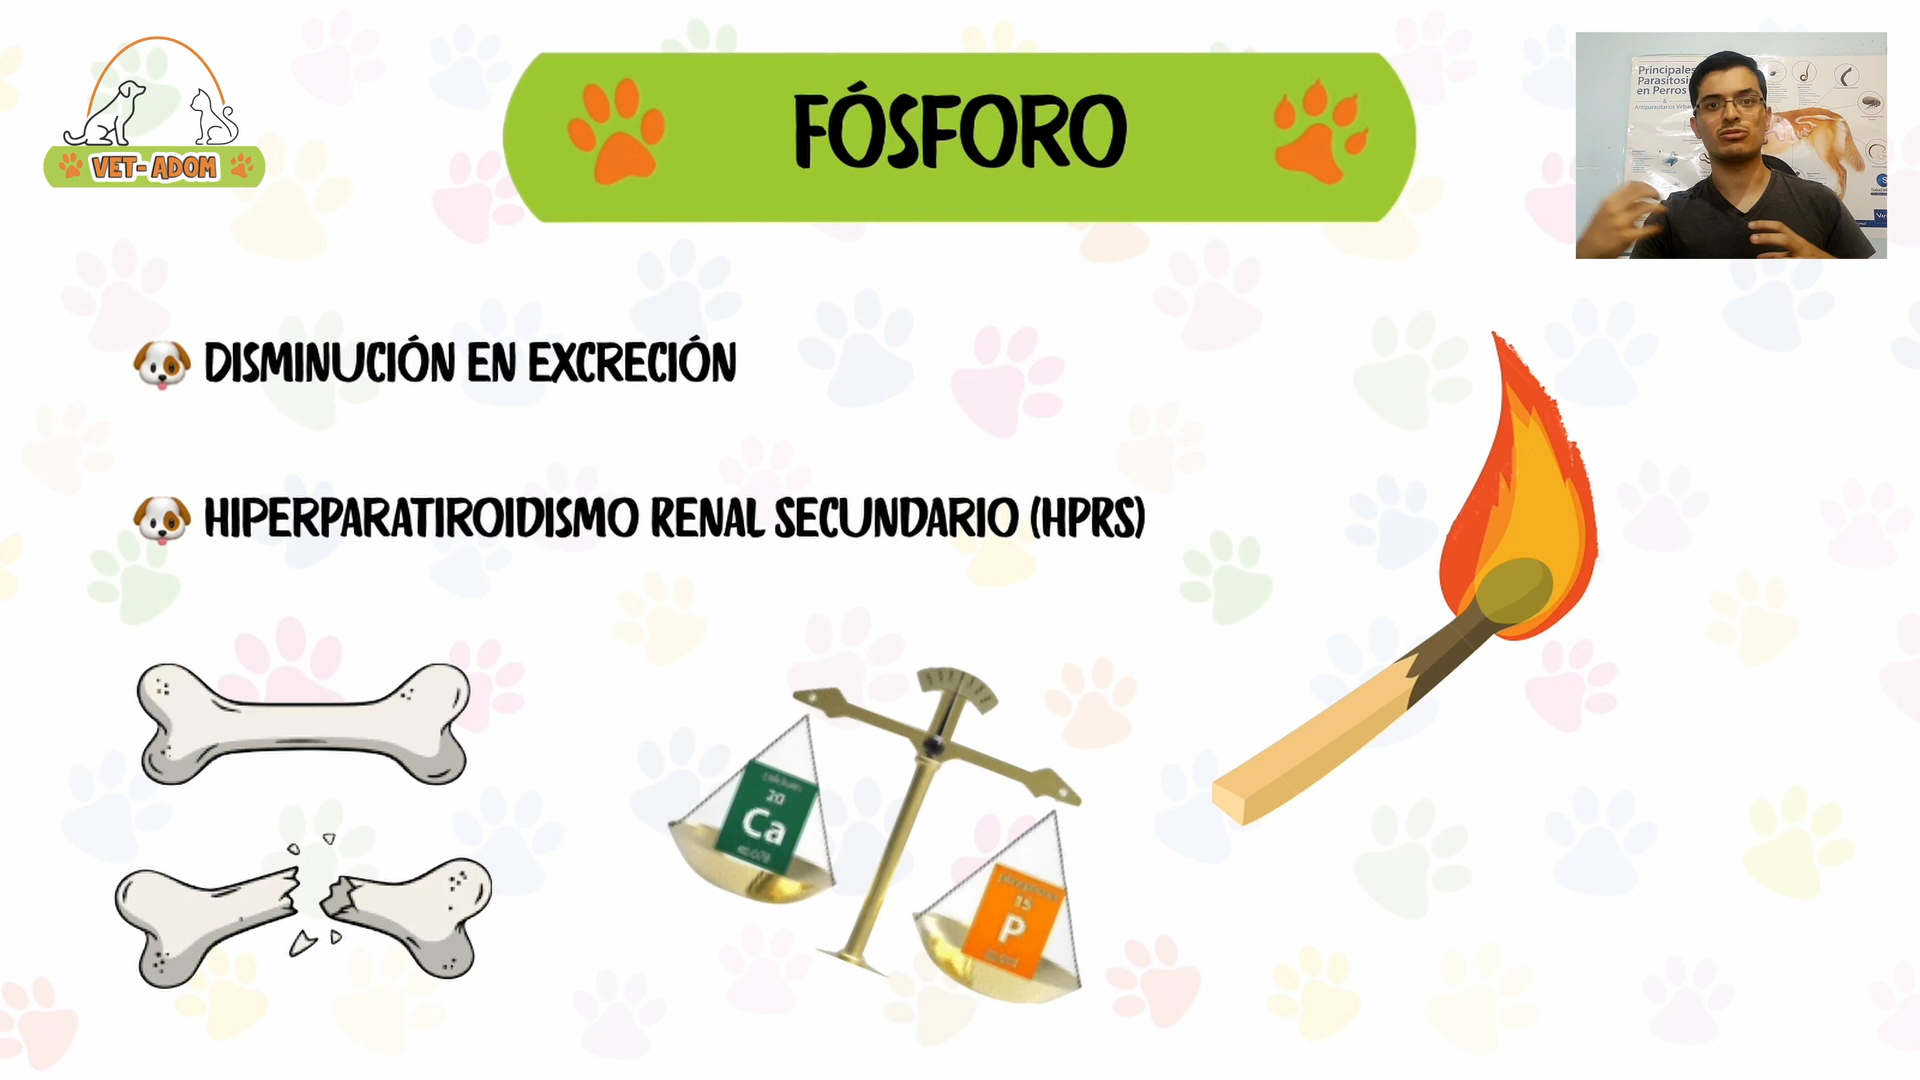 VET- ADOM
FÓSFORO
Principales
Parasitosis
en Perros
DISMINUCIÓN EN EXCRECIÓN
HIPERPARATIROIDISMO RENAL SECUNDARIO (HPRS)
20
Ca
15
P